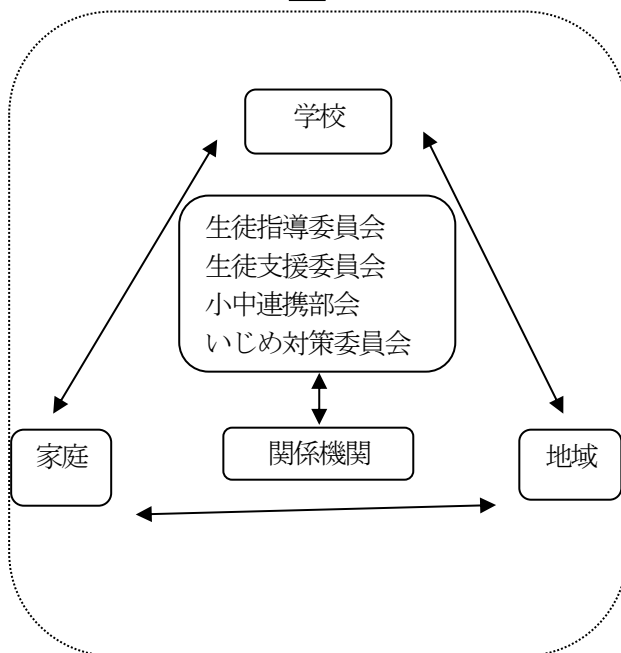 学校
生徒指導委員会
生徒支援委員会
小中連携部会
いじめ対策委員会
家庭
関係機関
地域